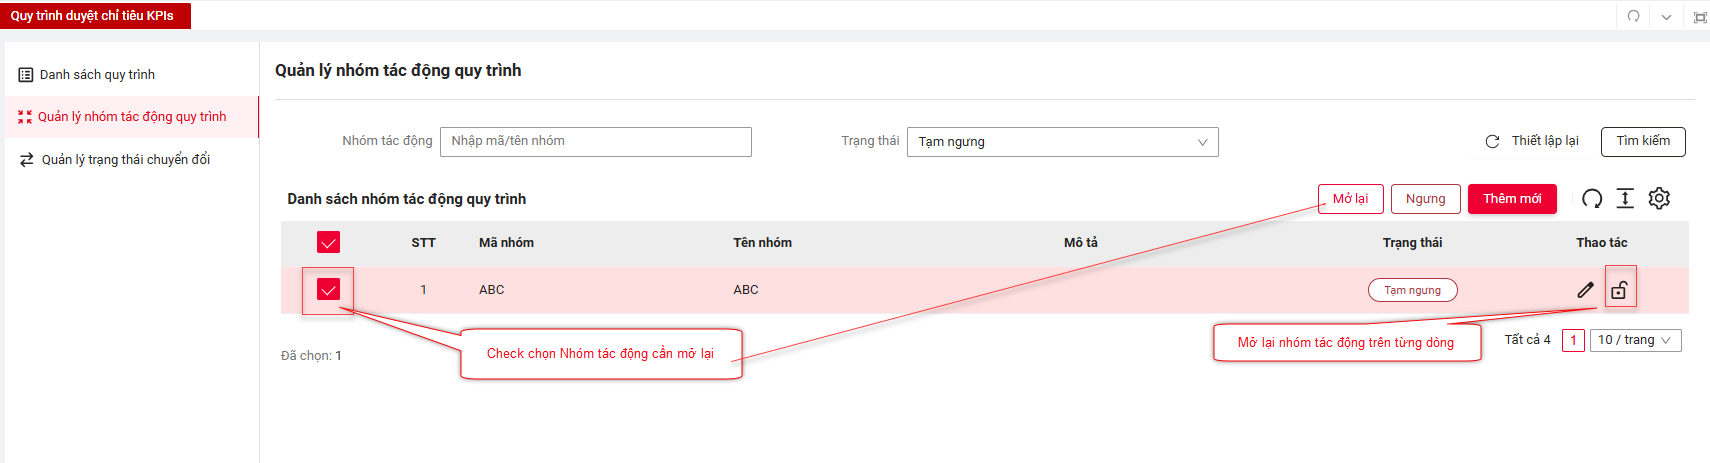 Quy trình duyệt chỉ tiêu KPIs
Danh sách quy trình
Quản lý nhóm tác động quy trình
Quản lý trạng thái chuyển đổi
Quản lý nhóm tác động quy trình
Nhóm tác động Nhập mã/tên nhóm Trạng thái Tạm ngưng Thiết lập lại Tìm kiếm
Danh sách nhóm tác động quy trình Mở lại Ngưng Thêm mới
STT Mã nhóm Tên nhóm Mô tả Trạng thái Thao tác
1 ABC ABC Tạm ngưng
Check chọn Nhóm tác động cần mở lại
Mở lại nhóm tác động trên từng dòng
Đã chọn: 1
Tất cả 4 1 10 / trang